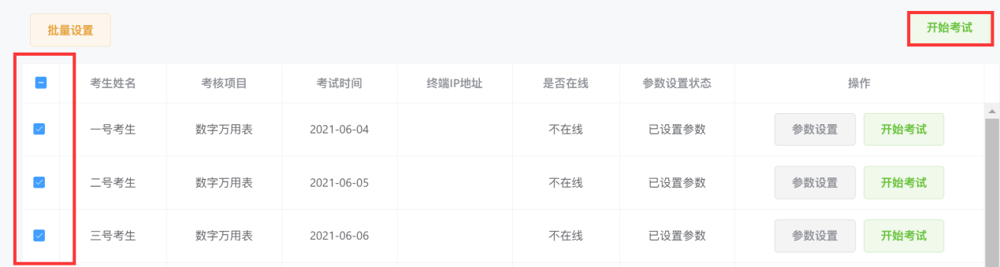 批量设置
开始考试
考生姓名 考核项目 考试时间 终端IP地址 是否在线 参数设置状态 操作
一号考生 数字万用表 2021-06-04 不在线 已设置参数 参数设置 开始考试
二号考生 数字万用表 2021-06-05 不在线 已设置参数 参数设置 开始考试
三号考生 数字万用表 2021-06-06 不在线 已设置参数 参数设置 开始考试